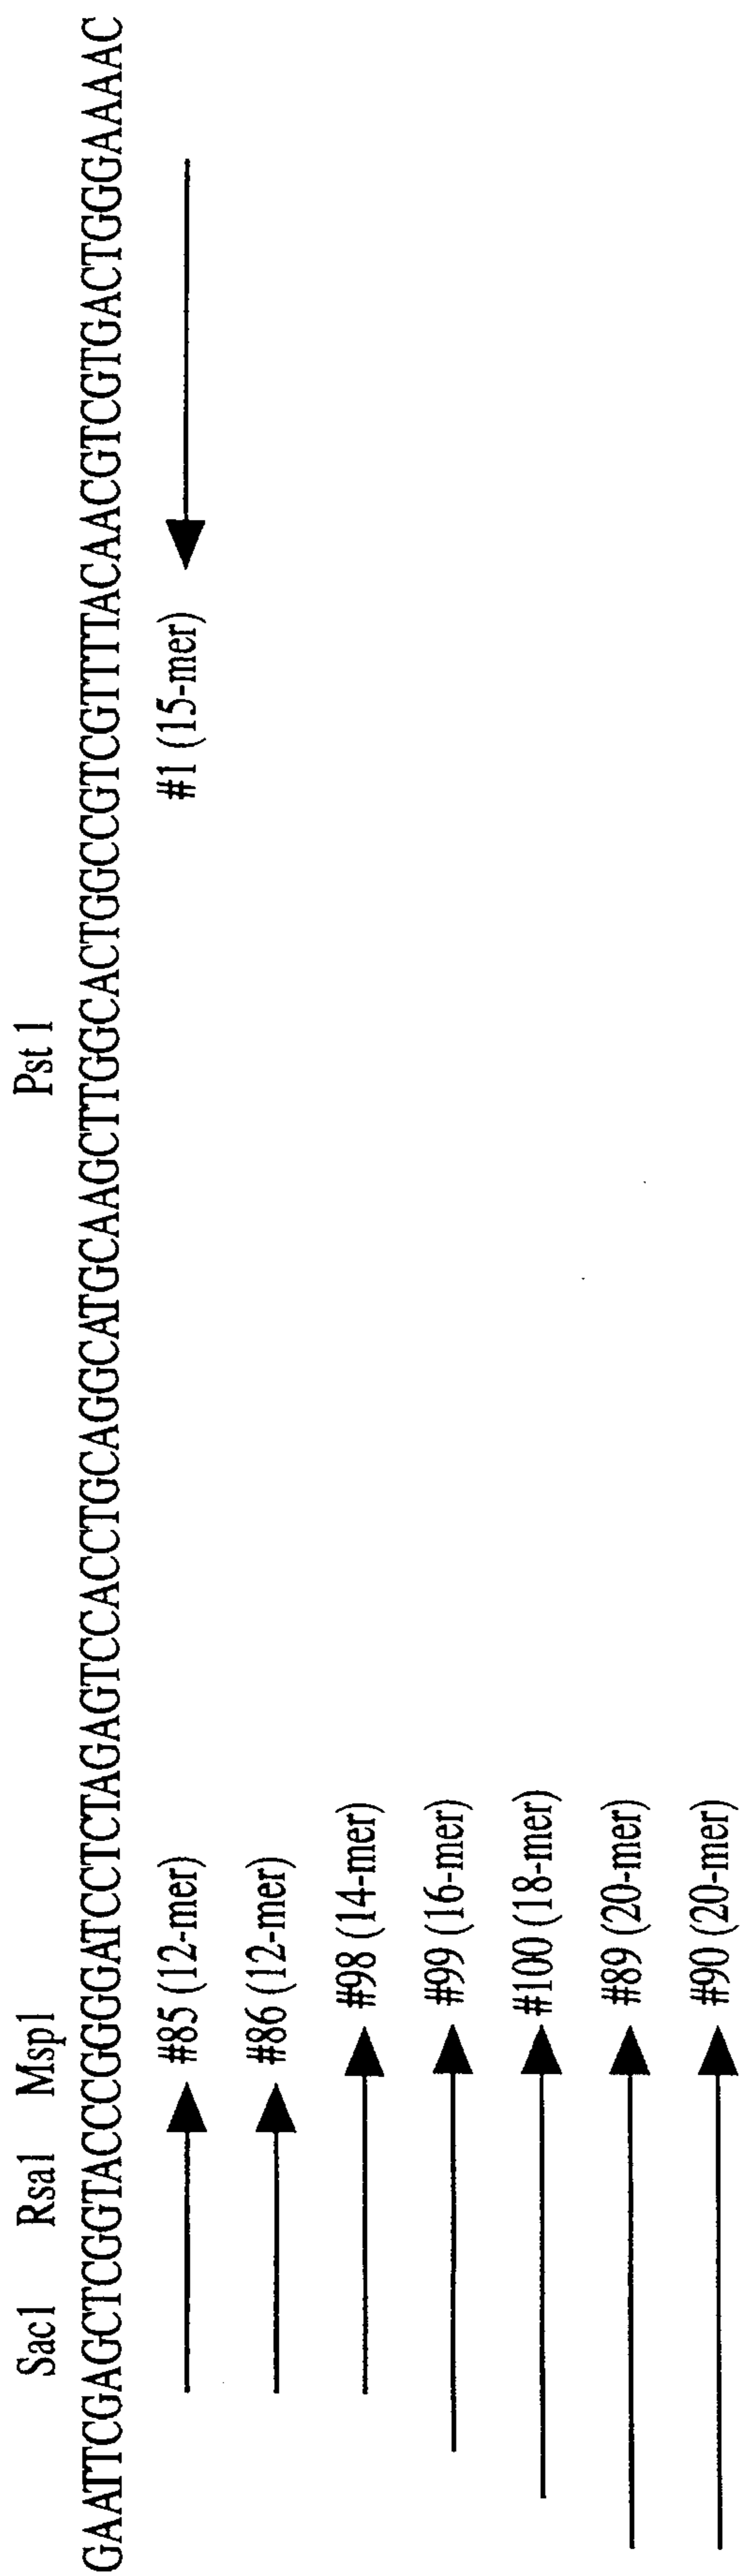 Sac1 Rsa1 Msp1 Pst 1
GAATTCGAGCTCGGTACCCGGGGATCCTCTAGAGTCCACCTGCAGGCATGCAAGCTTGGCACTGGCCGTCGTTTTACAACGTCGTGACTGGGAAAAC
#85 (12-mer) #1 (15-mer)
#86 (12-mer)
#98 (14-mer)
#99 (16-mer)
#100 (18-mer)
#89 (20-mer)
#90 (20-mer)